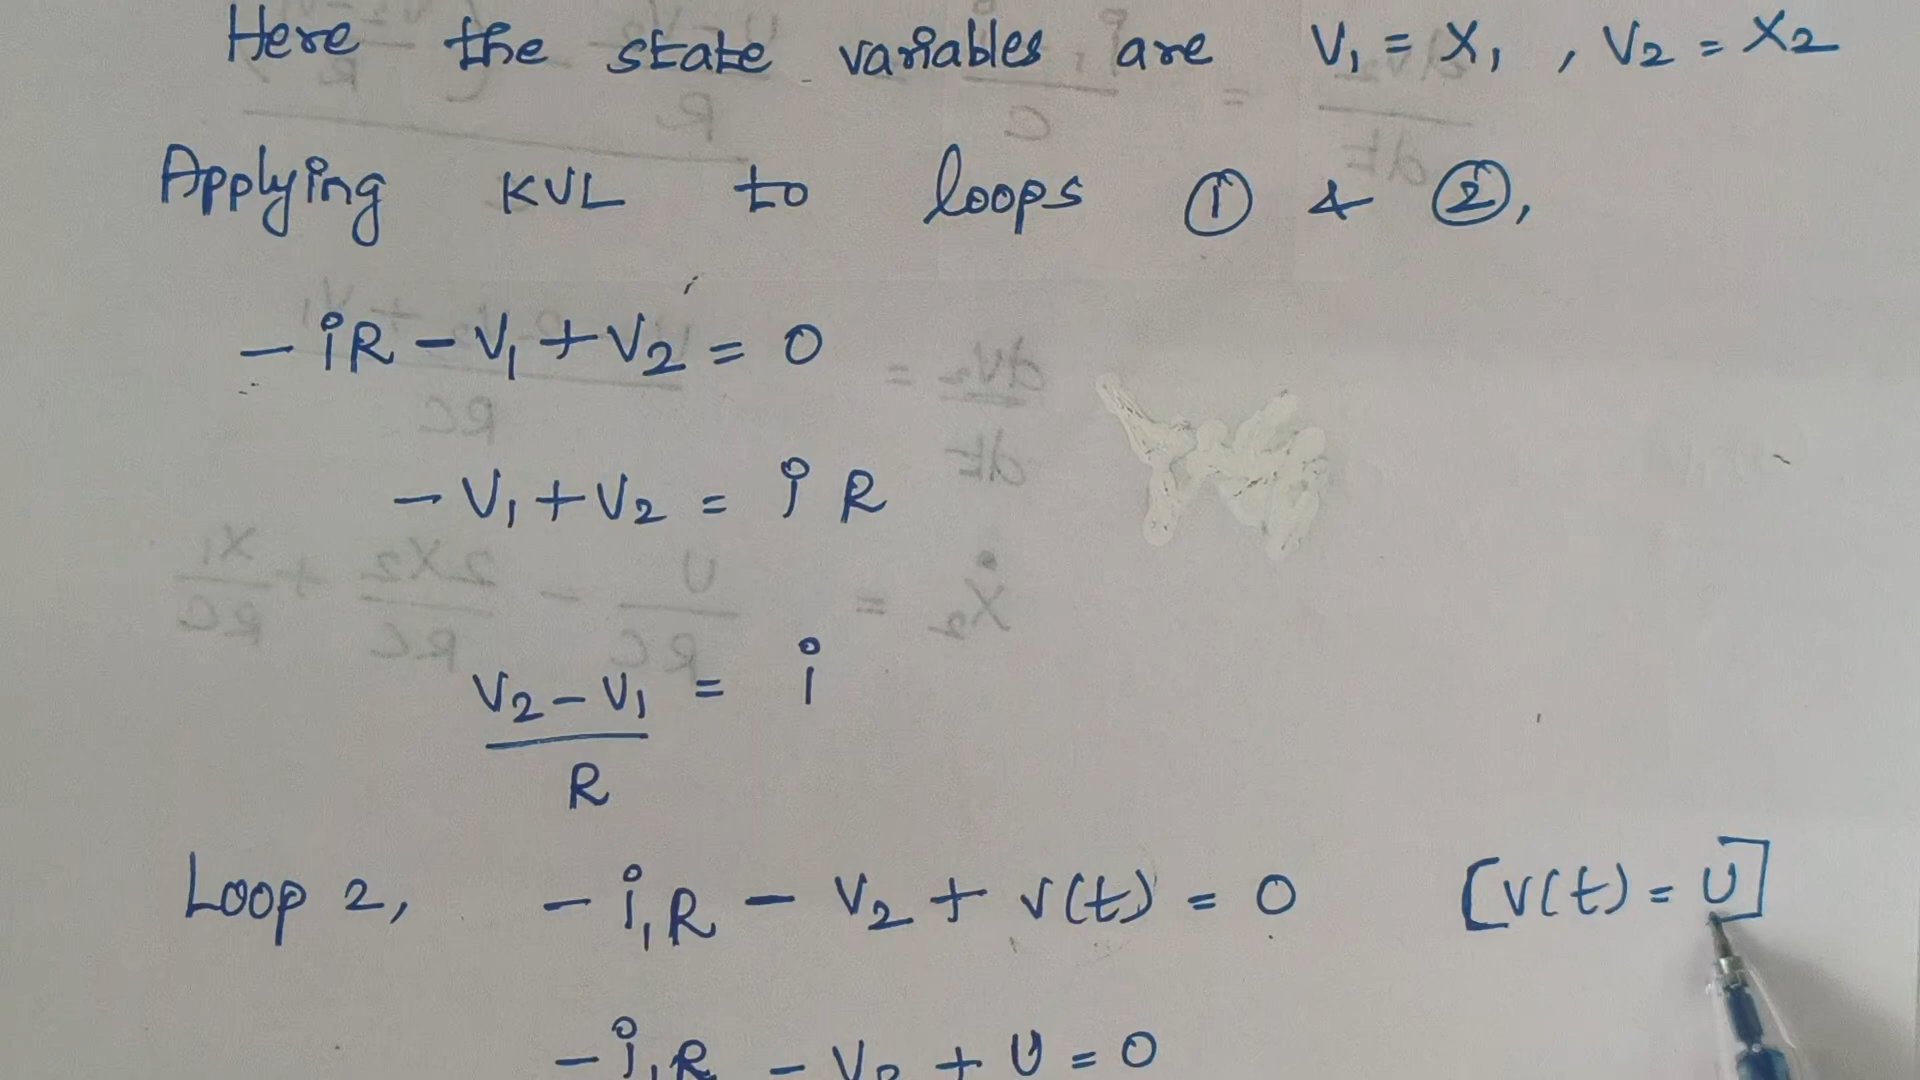 Here the state variables are V₁ = X₁ , V₂ = X₂
Applying KVL to loops ① & ②,
- iR - V₁ + V₂ = 0
- V₁ + V₂ = i R
V₂ - V₁ / R = i
Loop 2, - i₁R - V₂ + v(t) = 0 [v(t) = U]
- i₁R - V₂ + U = 0